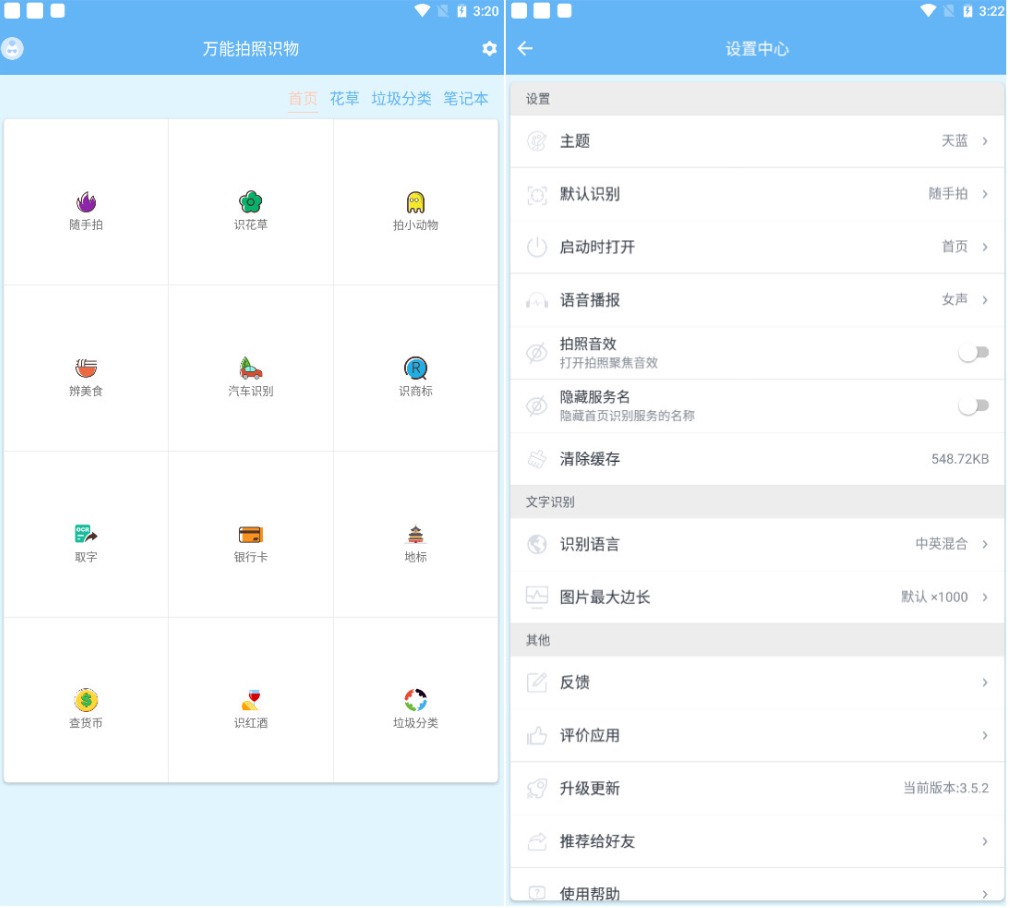 3:20
万能拍照识物
首页 花草 垃圾分类 笔记本
随手拍 识花草 拍小动物
辨美食 汽车识别 识商标
R
OCR
取字 银行卡 地标
$
查货币 识红酒 垃圾分类
3:22
设置中心
设置
主题 天蓝
默认识别 随手拍
启动时打开 首页
语音播报 女声
拍照音效
打开拍照聚焦音效
隐藏服务名
隐藏首页识别服务的名称
清除缓存 548.72KB
文字识别
识别语言 中英混合
图片最大边长 默认 ×1000
其他
反馈
评价应用
升级更新 当前版本:3.5.2
推荐给好友
使用帮助